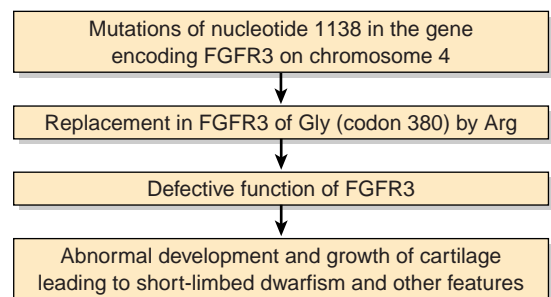 Mutations of nucleotide 1138 in the gene
encoding FGFR3 on chromosome 4
Replacement in FGFR3 of Gly (codon 380) by Arg
Defective function of FGFR3
Abnormal development and growth of cartilage
leading to short-limbed dwarfism and other features